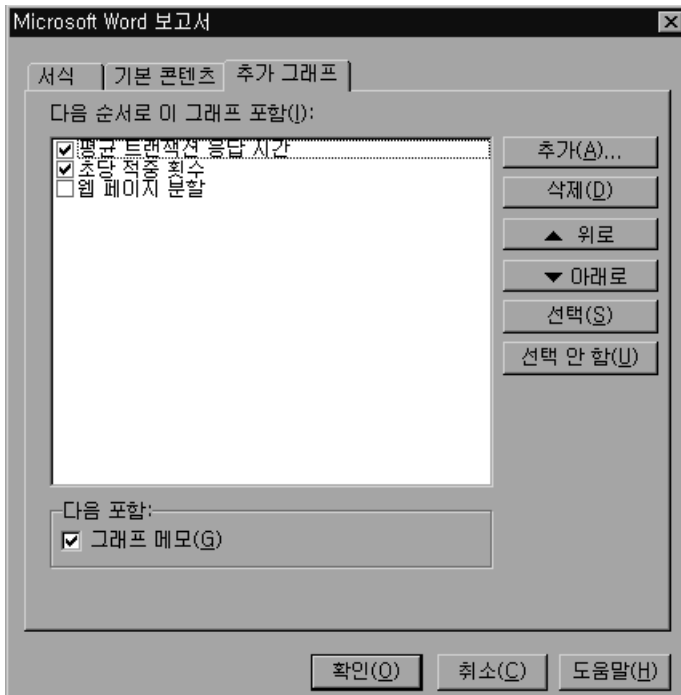 Microsoft Word 보고서
서식 기본 콘텐츠 추가 그래프
다음 순서로 이 그래프 포함(I):
평균 트랜잭션 응답 시간
초당 적중 횟수
웹 페이지 분할
추가(A)...
삭제(D)
▲ 위로
▼ 아래로
선택(S)
선택 안 함(U)
다음 포함:
그래프 메모(G)
확인(O) 취소(C) 도움말(H)